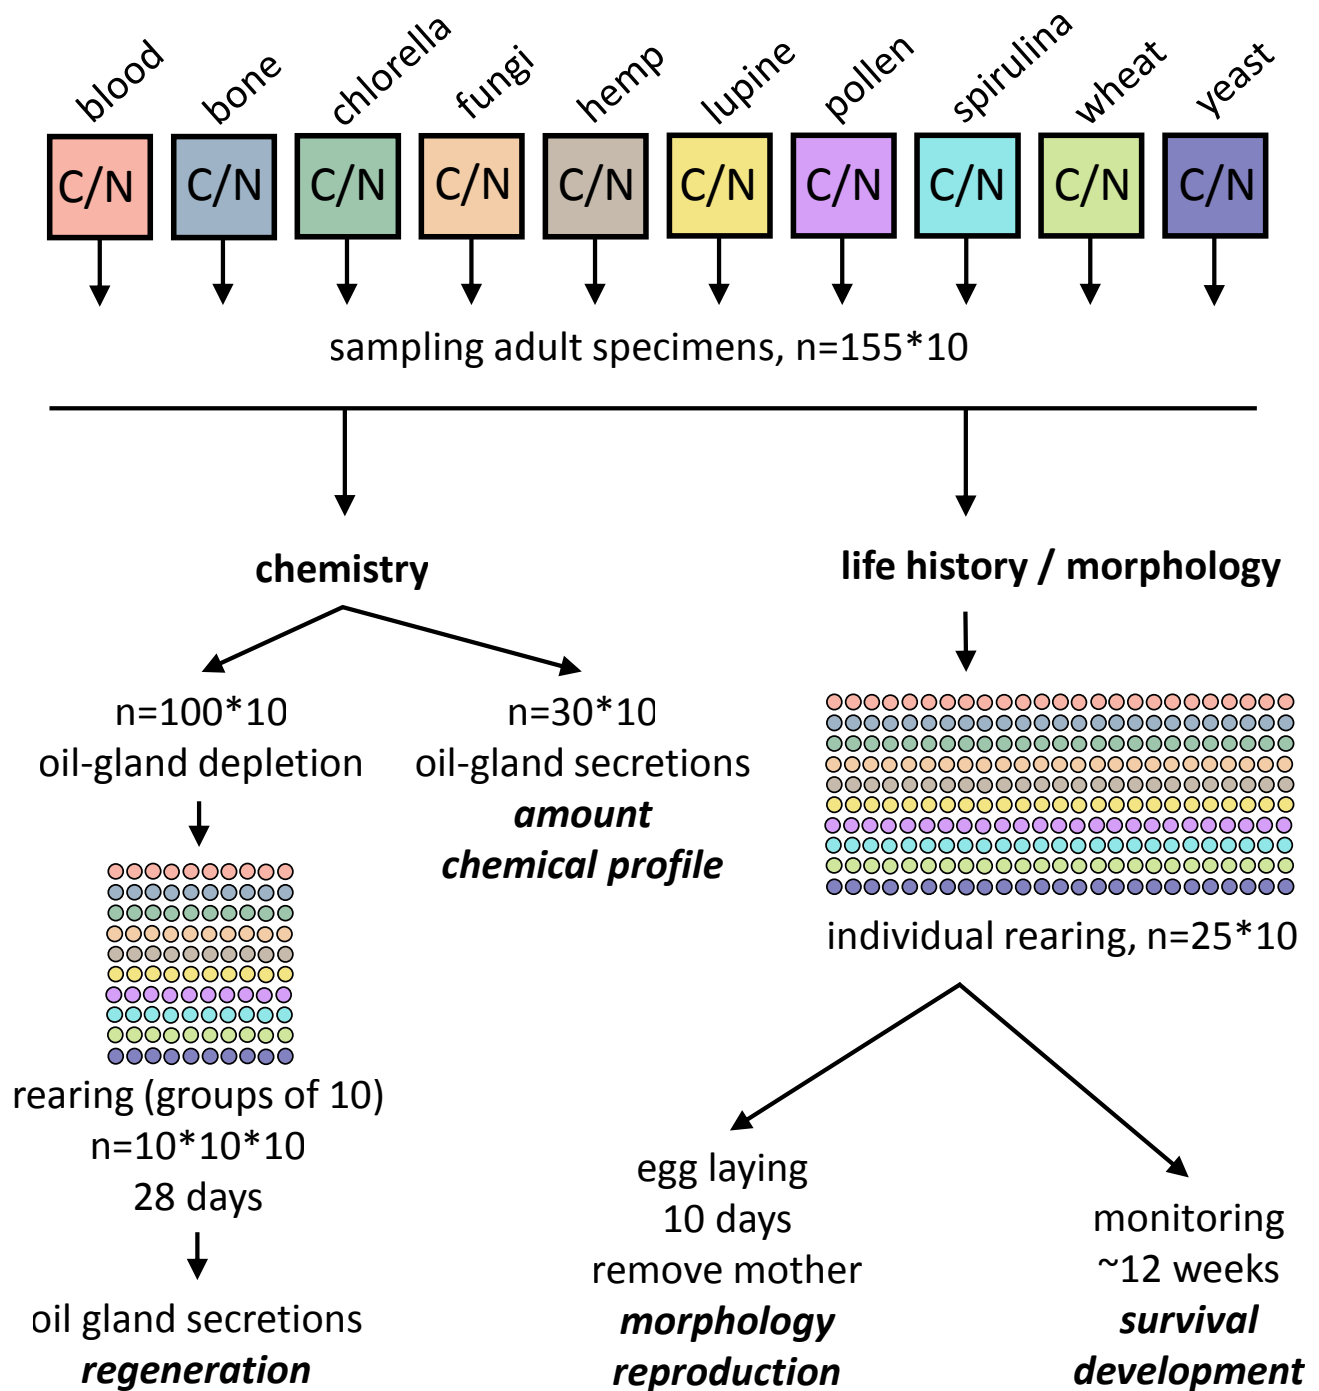 blood
bone
chlorella
fungi
hemp
lupine
pollen
spirulina
wheat
yeast
C/N
C/N
C/N
C/N
C/N
C/N
C/N
C/N
C/N
C/N
sampling adult specimens, n=155*10
chemistry
life history / morphology
n=100*10
oil-gland depletion
n=30*10
oil-gland secretions
amount
chemical profile
rearing (groups of 10)
n=10*10*10
28 days
oil gland secretions
regeneration
individual rearing, n=25*10
egg laying
10 days
remove mother
morphology
reproduction
monitoring
~12 weeks
survival
development